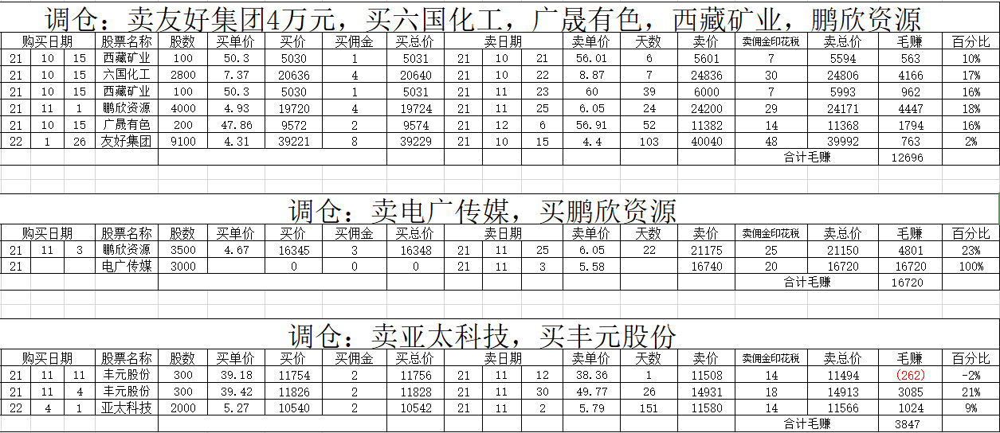 调仓：卖友好集团4万元，买六国化工，广晟有色，西藏矿业，鹏欣资源
购买日期 股票名称 股数 买单价 买价 买佣金 买总价 卖日期 卖单价 天数 卖价 卖佣金印花税 卖总价 毛赚 百分比
21 10 15 西藏矿业 100 50.3 5030 1 5031 21 10 21 56.01 6 5601 7 5594 563 10%
21 10 15 六国化工 2800 7.37 20636 4 20640 21 10 22 8.87 7 24836 30 24806 4166 17%
21 10 15 西藏矿业 100 50.3 5030 1 5031 21 11 23 60 39 6000 7 5993 962 16%
21 11 1 鹏欣资源 4000 4.93 19720 4 19724 21 11 25 6.05 24 24200 29 24171 4447 18%
21 10 15 广晟有色 200 47.86 9572 2 9574 21 12 6 56.91 52 11382 14 11368 1794 16%
22 1 26 友好集团 9100 4.31 39221 8 39229 21 10 15 4.4 103 40040 48 39992 763 2%
合计毛赚 12696
调仓：卖电广传媒，买鹏欣资源
购买日期 股票名称 股数 买单价 买价 买佣金 买总价 卖日期 卖单价 天数 卖价 卖佣金印花税 卖总价 毛赚 百分比
21 11 3 鹏欣资源 3500 4.67 16345 3 16348 21 11 25 6.05 22 21175 25 21150 4801 23%
21 电广传媒 3000 0 0 0 21 11 3 5.58 16740 20 16720 16720 100%
合计毛赚 16720
调仓：卖亚太科技，买丰元股份
购买日期 股票名称 股数 买单价 买价 买佣金 买总价 卖日期 卖单价 天数 卖价 卖佣金印花税 卖总价 毛赚 百分比
21 11 11 丰元股份 300 39.18 11754 2 11756 21 11 12 38.36 1 11508 14 11494 (262) -2%
21 11 4 丰元股份 300 39.42 11826 2 11828 21 11 30 49.77 26 14931 18 14913 3085 21%
22 4 1 亚太科技 2000 5.27 10540 2 10542 21 11 2 5.79 151 11580 14 11566 1024 9%
合计毛赚 3847